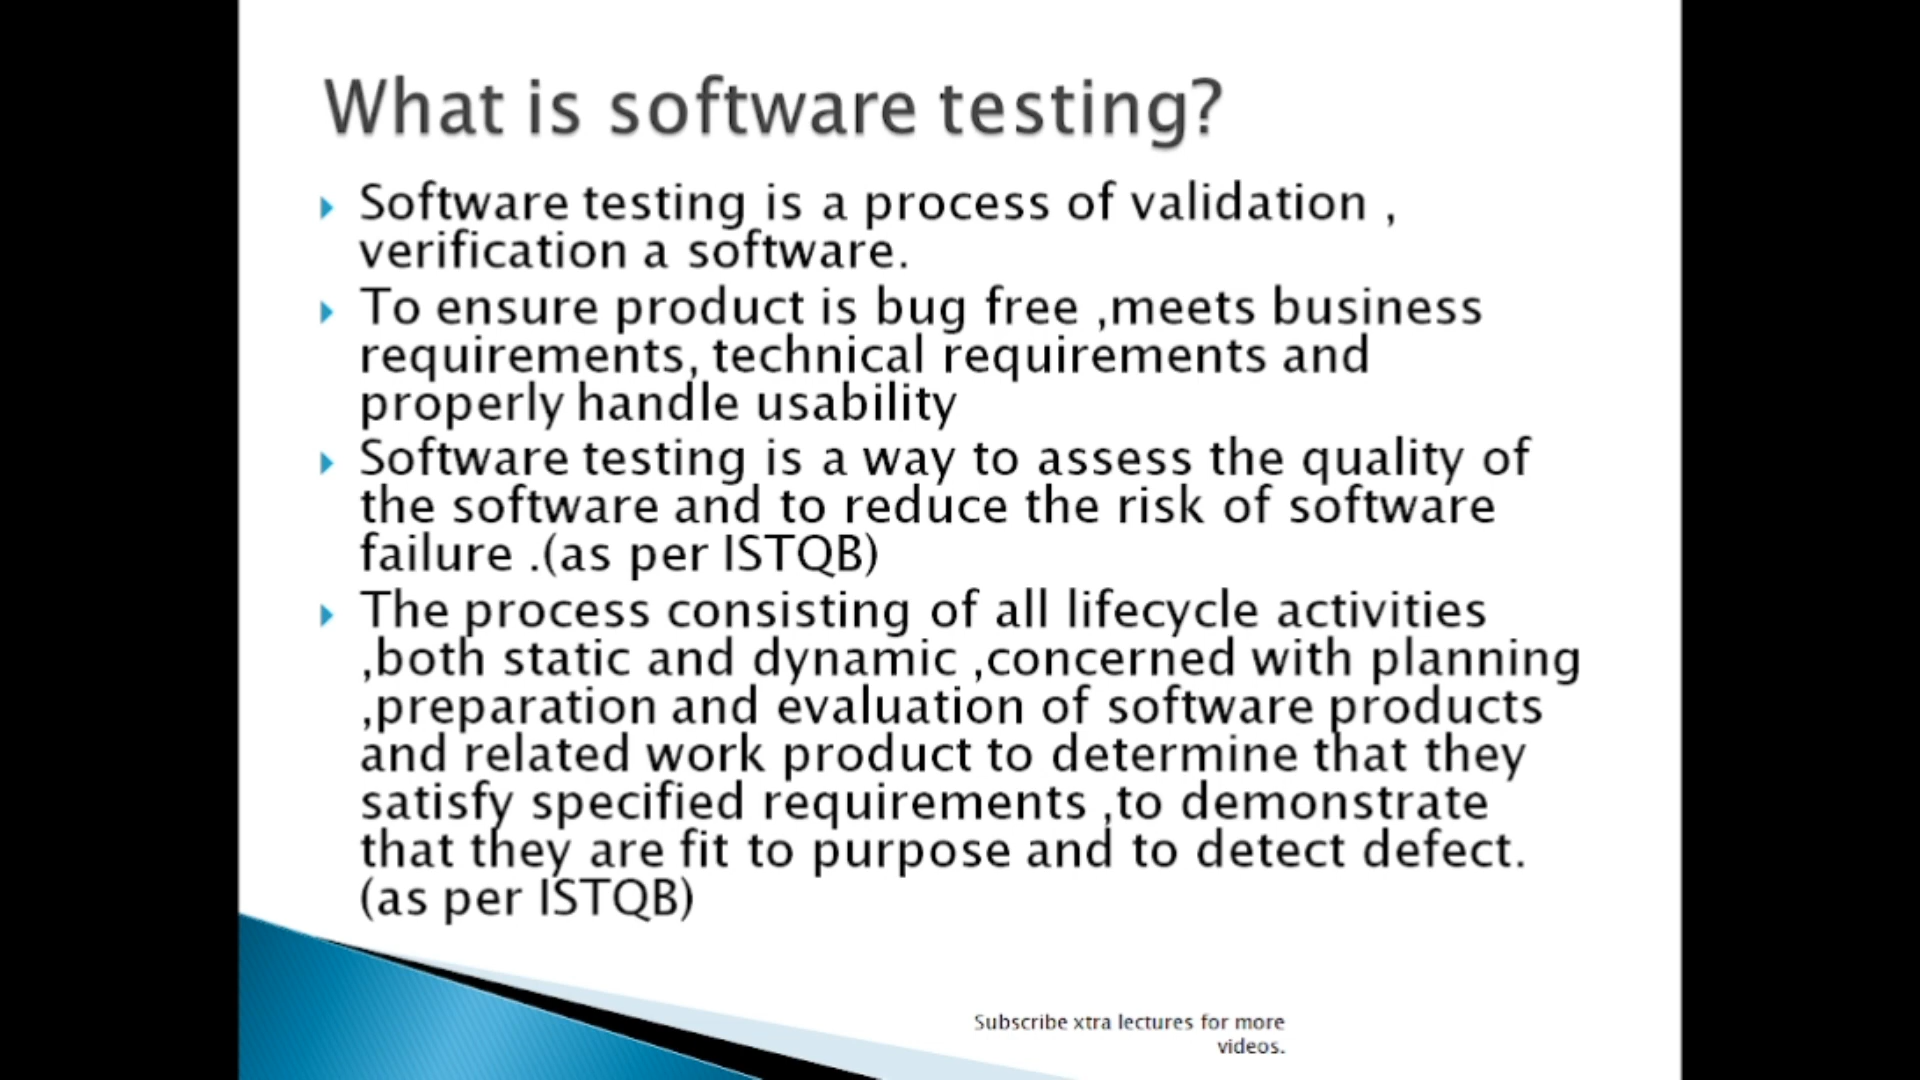 What is software testing?
Software testing is a process of validation ,
verification a software.
To ensure product is bug free ,meets business
requirements, technical requirements and
properly handle usability
Software testing is a way to assess the quality of
the software and to reduce the risk of software
failure .(as per ISTQB)
The process consisting of all lifecycle activities
,both static and dynamic ,concerned with planning
,preparation and evaluation of software products
and related work product to determine that they
satisfy specified requirements ,to demonstrate
that they are fit to purpose and to detect defect.
(as per ISTQB)
Subscribe xtra lectures for more
videos.